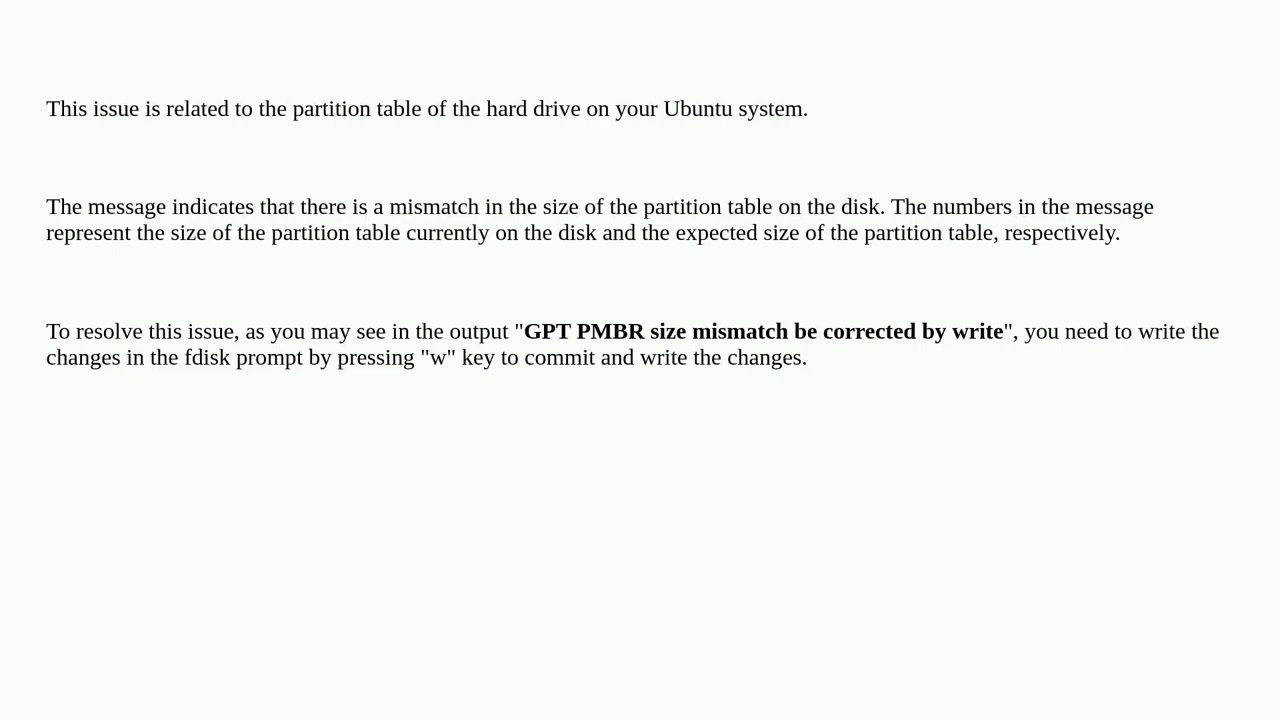 This issue is related to the partition table of the hard drive on your Ubuntu system.
The message indicates that there is a mismatch in the size of the partition table on the disk. The numbers in the message
represent the size of the partition table currently on the disk and the expected size of the partition table, respectively.
To resolve this issue, as you may see in the output "GPT PMBR size mismatch be corrected by write", you need to write the
changes in the fdisk prompt by pressing "w" key to commit and write the changes.